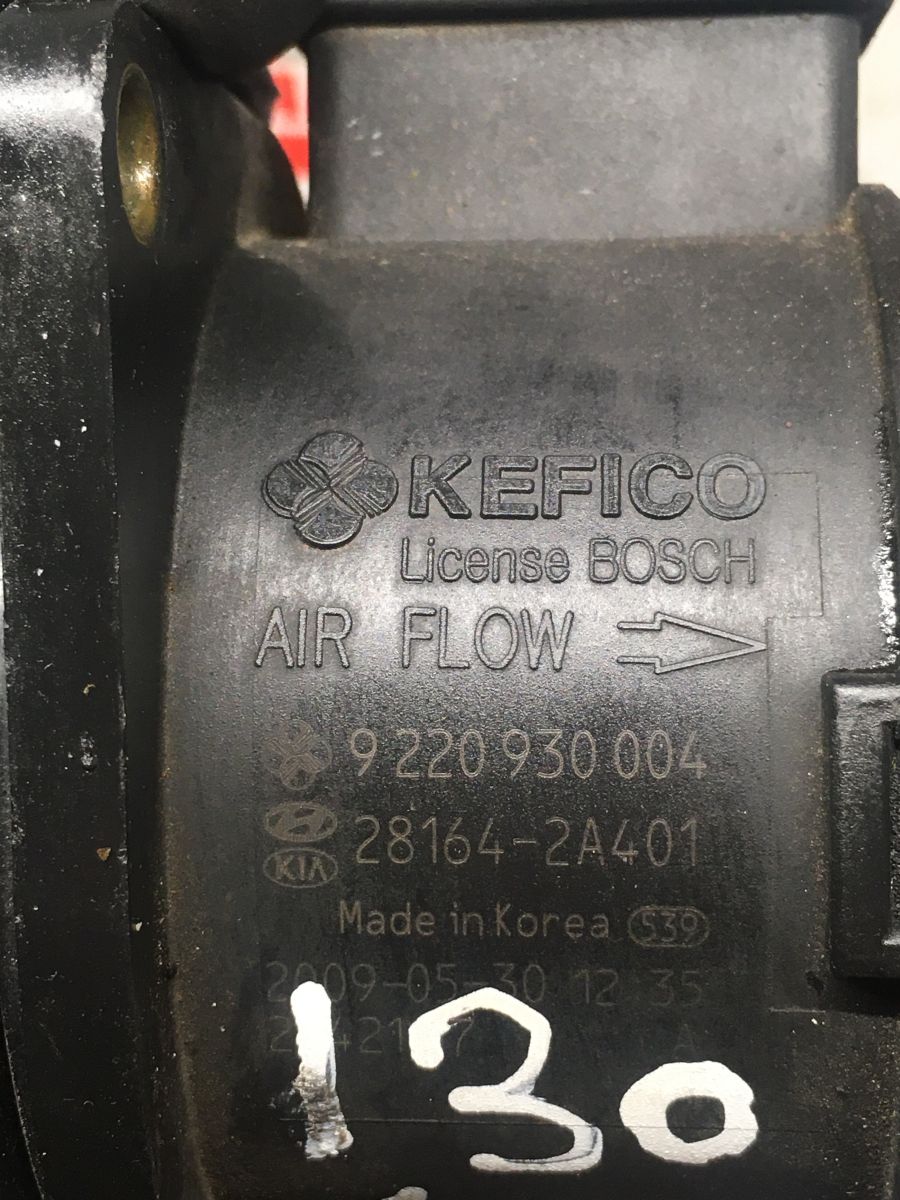 KEFICO
License BOSCH
AIR FLOW
9 220 930 004
28164-2A401
KIA
Made in Korea 539
2009-05-30 12 35
A
130